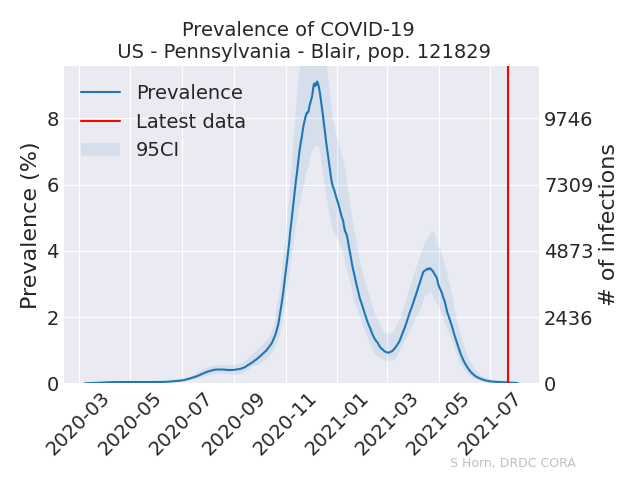 Prevalence of COVID-19
US - Pennsylvania - Blair, pop. 121829
Prevalence
Latest data
95CI
Prevalence (%)
8
6
4
2
0
9746
7309
4873
2436
0
# of infections
2020-03
2020-05
2020-07
2020-09
2020-11
2021-01
2021-03
2021-05
2021-07
S Horn, DRDC CORA